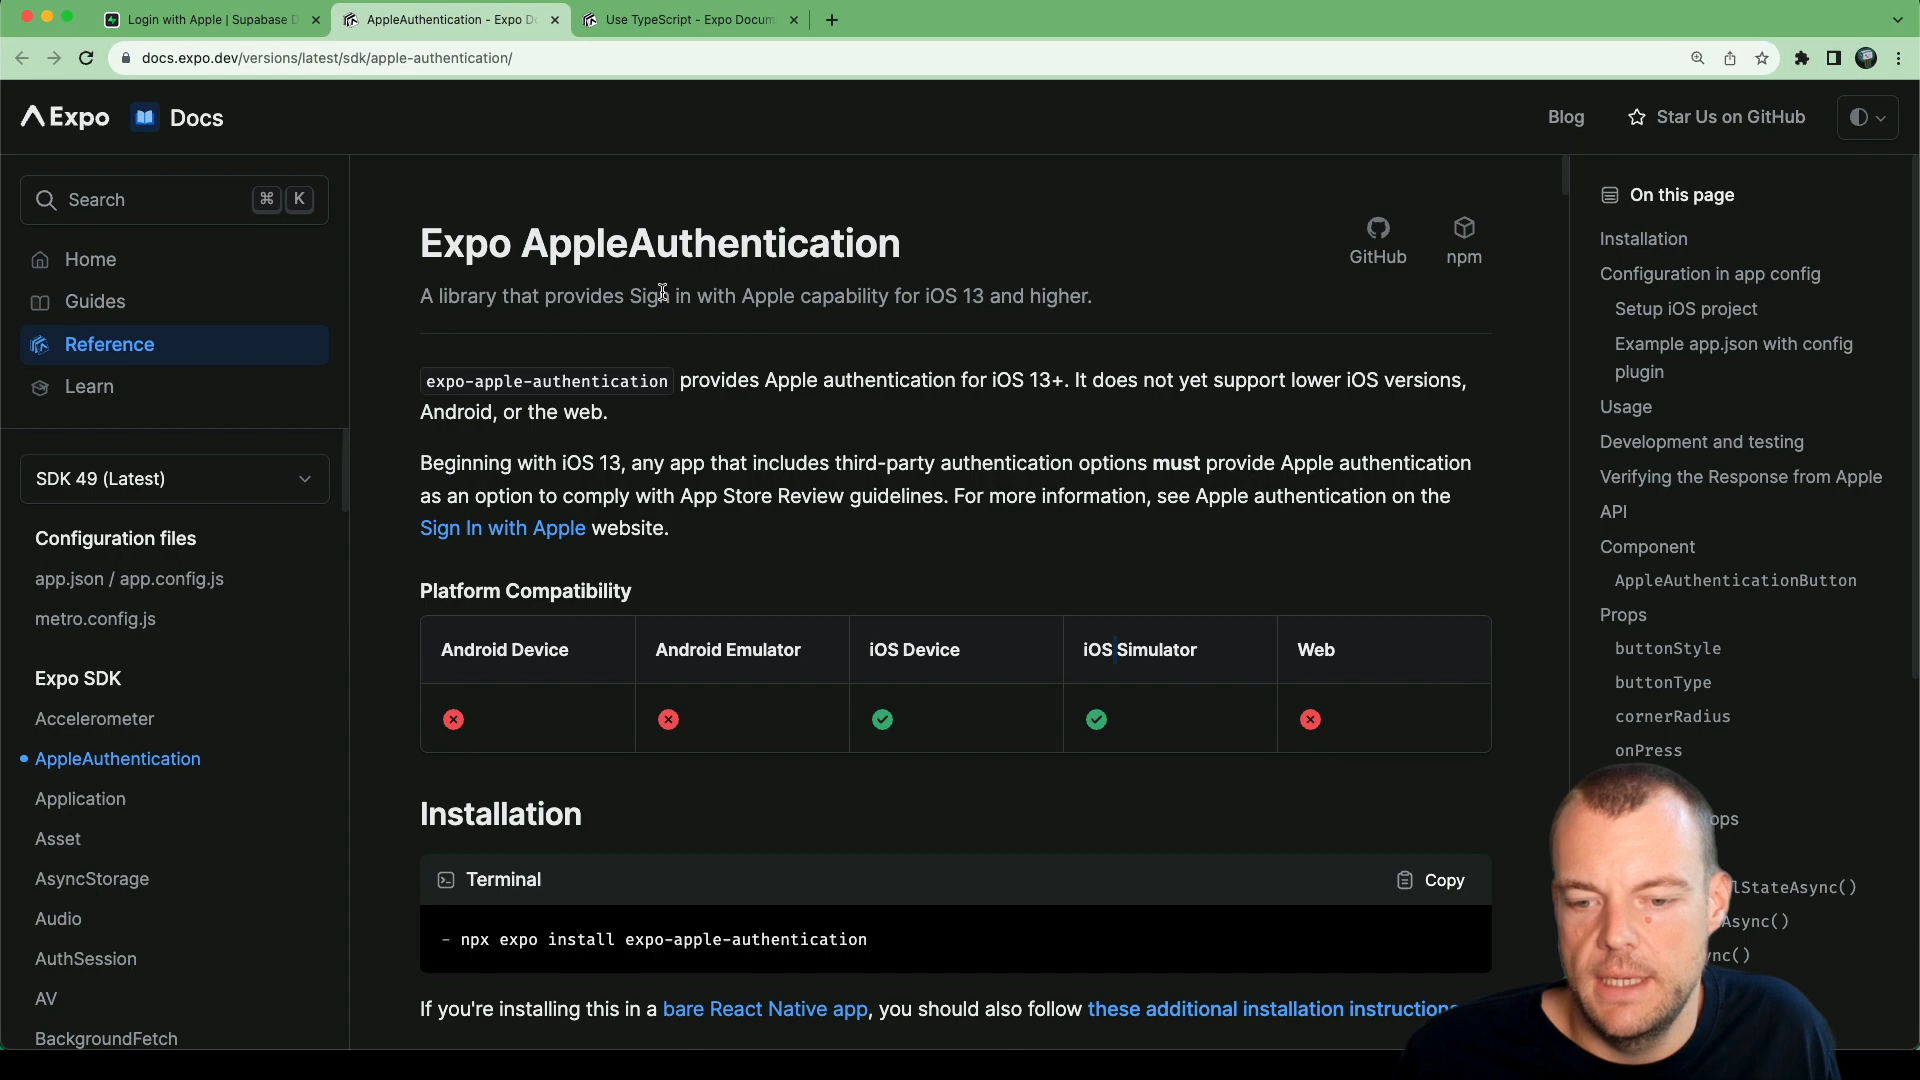 Login with Apple | Supabase D
AppleAuthentication - Expo D
Use TypeScript - Expo Docum
docs.expo.dev/versions/latest/sdk/apple-authentication/
Expo
Docs
Blog
Star Us on GitHub
Search
⌘ K
Home
Guides
Reference
Learn
SDK 49 (Latest)
Configuration files
app.json / app.config.js
metro.config.js
Expo SDK
Accelerometer
AppleAuthentication
Application
Asset
AsyncStorage
Audio
AuthSession
AV
BackgroundFetch
Expo AppleAuthentication
GitHub
npm
A library that provides Sign in with Apple capability for iOS 13 and higher.
expo-apple-authentication provides Apple authentication for iOS 13+. It does not yet support lower iOS versions,
Android, or the web.
Beginning with iOS 13, any app that includes third-party authentication options must provide Apple authentication
as an option to comply with App Store Review guidelines. For more information, see Apple authentication on the
Sign In with Apple website.
Platform Compatibility
Android Device Android Emulator iOS Device iOS Simulator Web
Installation
Terminal
Copy
- npx expo install expo-apple-authentication
If you're installing this in a bare React Native app, you should also follow these additional installation instructions
On this page
Installation
Configuration in app config
Setup iOS project
Example app.json with config
plugin
Usage
Development and testing
Verifying the Response from Apple
API
Component
AppleAuthenticationButton
Props
buttonStyle
buttonType
cornerRadius
onPress
ops
lStateAsync()
Async()
nc()